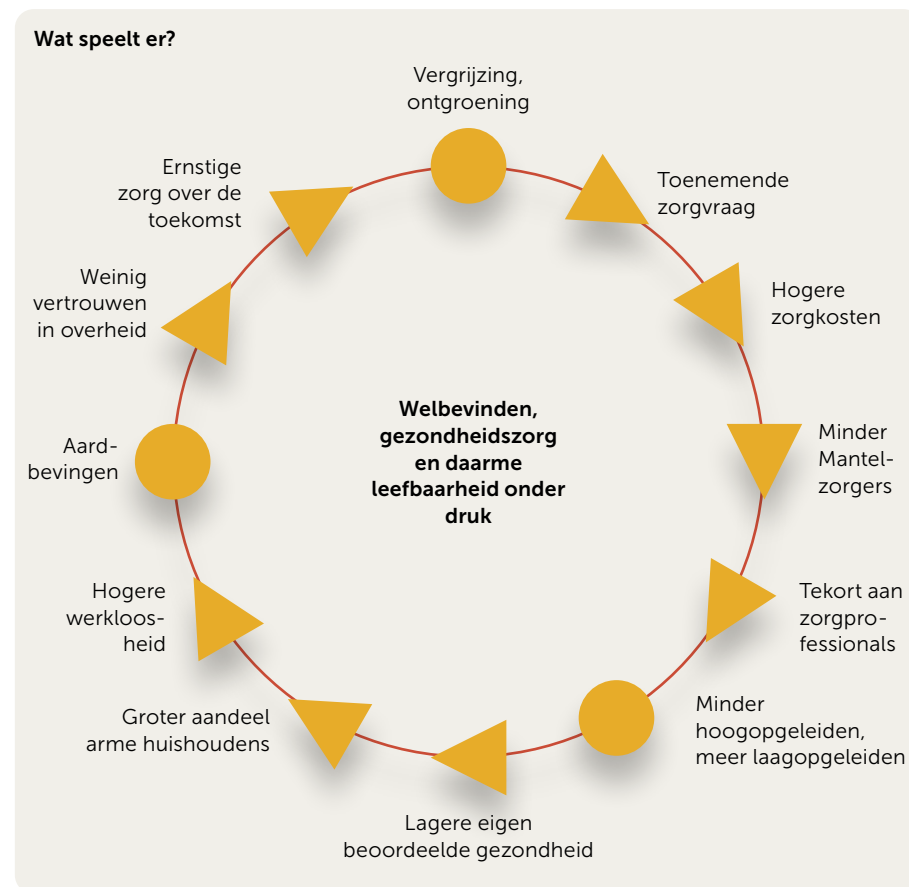 Wat speelt er?
Vergrijzing,
ontgroening
Toenemende
zorgvraag
Hogere
zorgkosten
Minder
Mantel-
zorgers
Tekort aan
zorgpro-
fessionals
Minder
hoogopgeleiden,
meer laagopgeleiden
Lagere eigen
beoordeelde gezondheid
Groter aandeel
arme huishoudens
Hogere
werkloos-
heid
Aard-
bevingen
Weinig
vertrouwen
in overheid
Ernstige
zorg over de
toekomst
Welbevinden,
gezondheidszorg
en daarme
leefbaarheid onder
druk